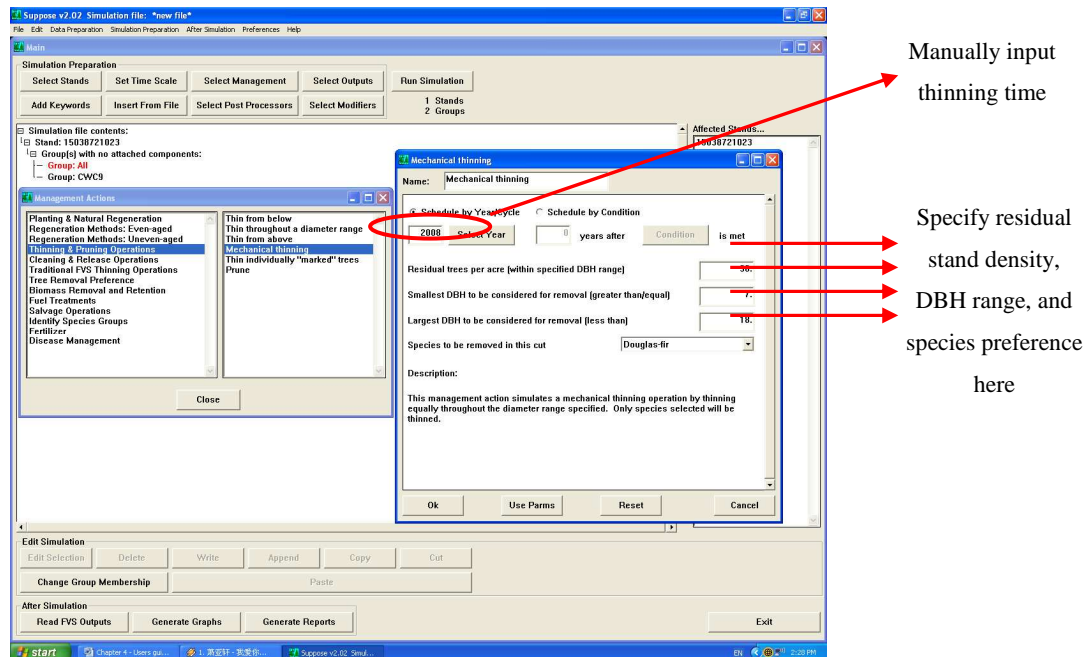 Suppose v2.02 Simulation file: *new file*
File Edit Data Preparation Simulation Preparation After Simulation Preferences Help
Main
Simulation Preparation
Select Stands Set Time Scale Select Management Select Outputs Run Simulation
Add Keywords Insert From File Select Post Processors Select Modifiers
1 Stands
2 Groups
Simulation file contents:
Stand: 15038721023
Group(s) with no attached components:
Group: All
Group: CWC9
Affected Stands...
15038721023
Management Actions
Planting & Natural Regeneration
Regeneration Methods: Even-aged
Regeneration Methods: Uneven-aged
Thinning & Pruning Operations
Cleaning & Release Operations
Traditional FVS Thinning Operations
Tree Removal Preference
Biomass Removal and Retention
Fuel Treatments
Salvage Operations
Identify Species Groups
Fertilizer
Disease Management
Thin from below
Thin throughout a diameter range
Thin from above
Mechanical thinning
Thin individually "marked" trees
Prune
Close
Mechanical thinning
Name: Mechanical thinning
Schedule by Year/Cycle Schedule by Condition
2008 Select Year 0 years after Condition is met
Residual trees per acre (within specified DBH range)
Smallest DBH to be considered for removal (greater than/equal) 7.
Largest DBH to be considered for removal (less than) 18.
Species to be removed in this cut Douglas-fir
Description:
This management action simulates a mechanical thinning operation by thinning
equally throughout the diameter range specified. Only species selected will be
thinned.
Ok Use Parms Reset Cancel
Edit Simulation
Edit Selection Delete Write Append Copy Cut
Change Group Membership Paste
After Simulation
Read FVS Outputs Generate Graphs Generate Reports Exit
start Chapter 4 - Users gui... Suppose v2.02 Simul... EN 2:28 PM
Manually input
thinning time
Specify residual
stand density,
DBH range, and
species preference
here